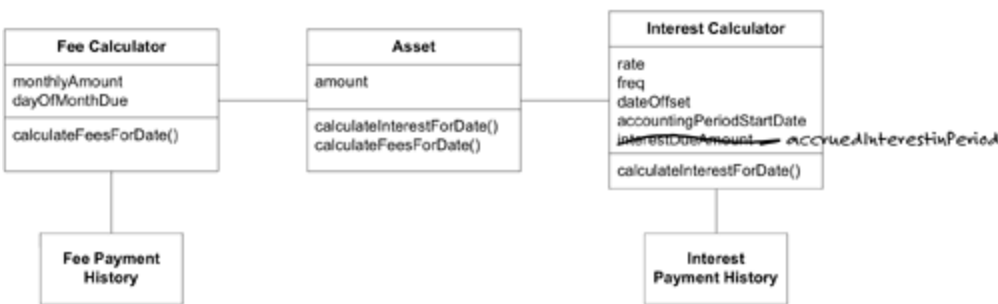 Fee Calculator
monthlyAmount
dayOfMonthDue
calculateFeesForDate()
Fee Payment
History
Asset
amount
calculateInterestForDate()
calculateFeesForDate()
Interest Calculator
rate
freq
dateOffset
accountingPeriodStartDate
interestDueAmount accruedInterestinPeriod
calculateInterestForDate()
Interest
Payment History